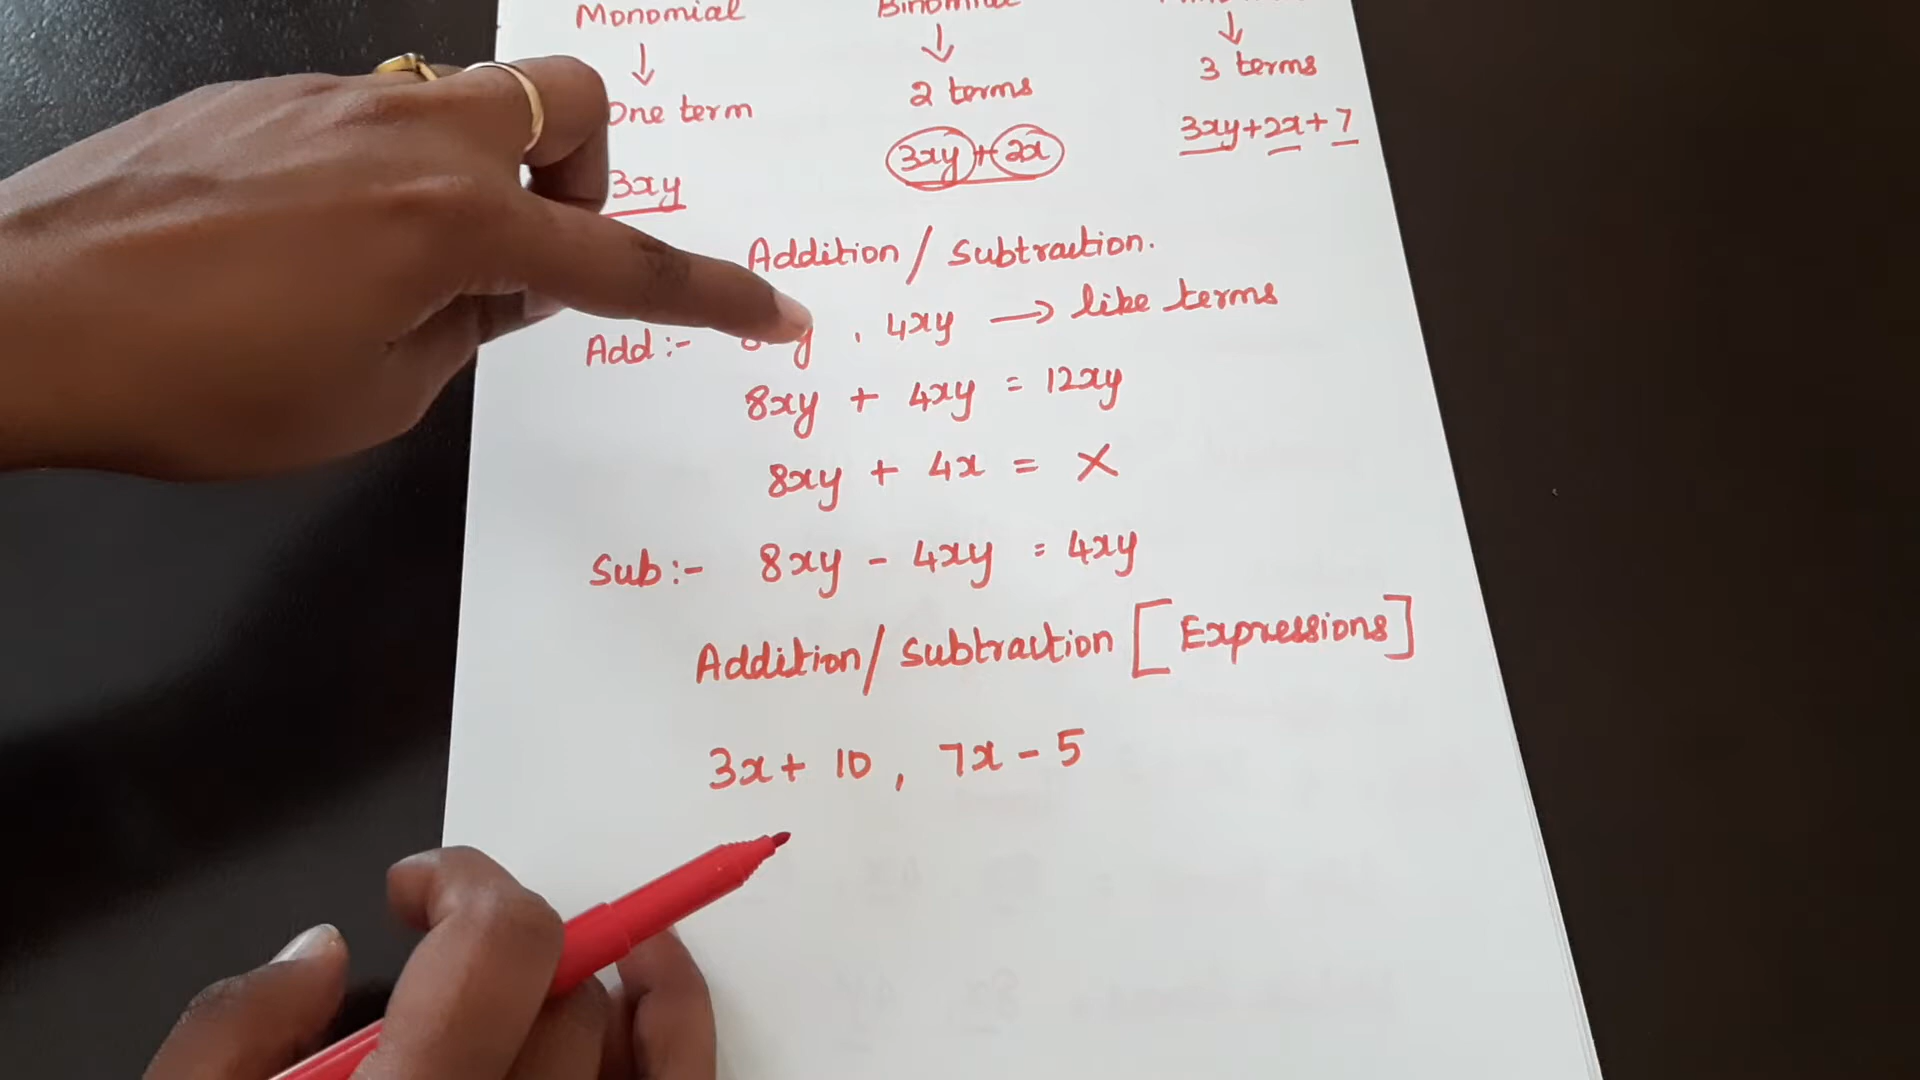 Monomial
↓ ↓ ↓
One term 2 terms 3 terms
3xy 3xy+2x 3xy+2x+7
Addition / Subtraction.
Add:- , 4xy → like terms
8xy + 4xy = 12xy
8xy + 4x = X
Sub:- 8xy - 4xy = 4xy
Addition/Subtraction [Expressions]
3x + 10, 7x - 5